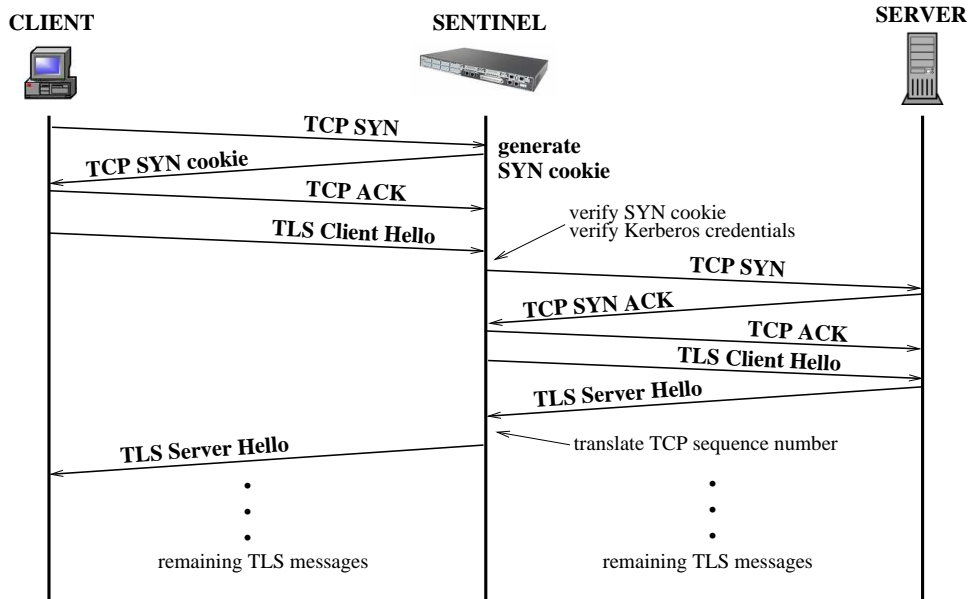 CLIENT
SENTINEL
SERVER
TCP SYN
generate
SYN cookie
TCP SYN cookie
TCP ACK
verify SYN cookie
verify Kerberos credentials
TLS Client Hello
TCP SYN
TCP SYN ACK
TCP ACK
TLS Client Hello
TLS Server Hello
translate TCP sequence number
TLS Server Hello
remaining TLS messages
remaining TLS messages